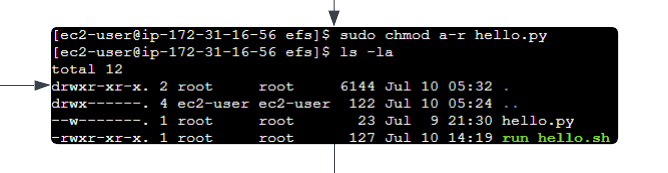 [ec2-user@ip-172-31-16-56 efs]$ sudo chmod a-r hello.py
[ec2-user@ip-172-31-16-56 efs]$ ls -la
total 12
drwxr-xr-x. 2 root     root     6144 Jul 10 05:32 .
drwx------. 4 ec2-user ec2-user  122 Jul 10 05:24 ..
--w-------. 1 root     root       23 Jul  9 21:30 hello.py
-rwxr-xr-x. 1 root     root      127 Jul 10 14:19 run_hello.sh